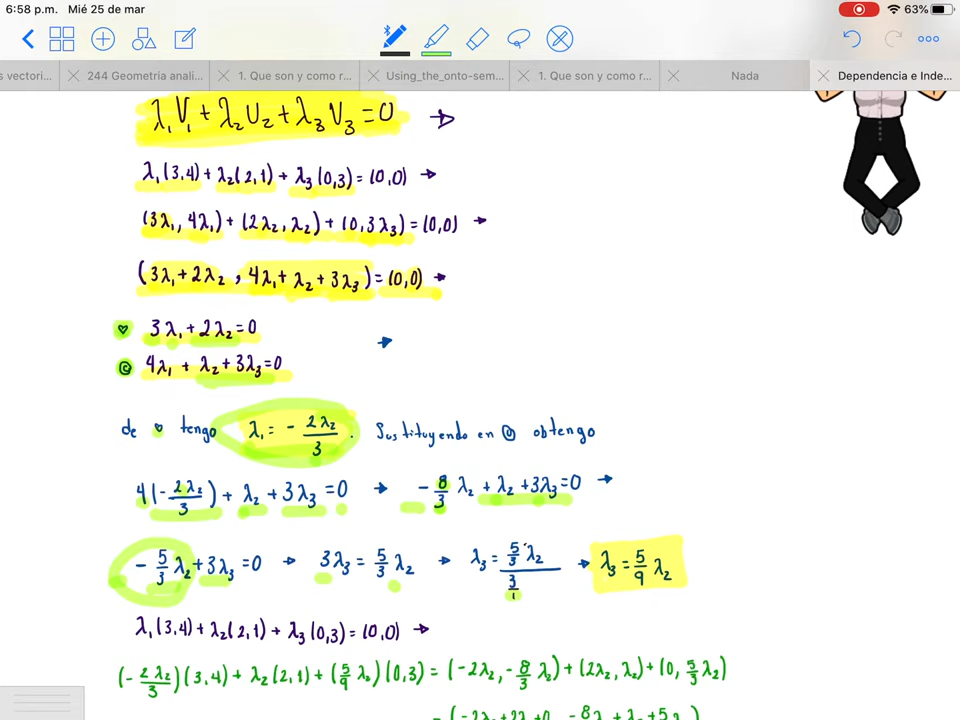 6:58 p.m. Mié 25 de mar 63%
s vectori... 244 Geometría anali... 1. Que son y como r... Using_the_onto-sem... 1. Que son y como r... Nada Dependencia e Inde...
λ₁V₁ + λ₂U₂ + λ₃V₃ = 0 →
λ₁(3,4) + λ₂(2,1) + λ₃(0,3) = (0,0) →
(3λ₁, 4λ₁) + (2λ₂, λ₂) + (0, 3λ₃) = (0,0) →
(3λ₁ + 2λ₂, 4λ₁ + λ₂ + 3λ₃) = (0,0) →
♡ 3λ₁ + 2λ₂ = 0 →
@ 4λ₁ + λ₂ + 3λ₃ = 0
de ♡ tengo λ₁ = - 2λ₂/3. Sustituyendo en @ obtengo
4(-2λ₂/3) + λ₂ + 3λ₃ = 0 → - 8/3 λ₂ + λ₂ + 3λ₃ = 0 →
- 5/3 λ₂ + 3λ₃ = 0 → 3λ₃ = 5/3 λ₂ → λ₃ = (5/3 λ₂)/(3/1) → λ₃ = 5/9 λ₂
λ₁(3,4) + λ₂(2,1) + λ₃(0,3) = (0,0) →
(- 2λ₂/3)(3,4) + λ₂(2,1) + (5/9 λ₂)(0,3) = (-2λ₂, - 8/3 λ₂) + (2λ₂, λ₂) + (0, 5/3 λ₂)